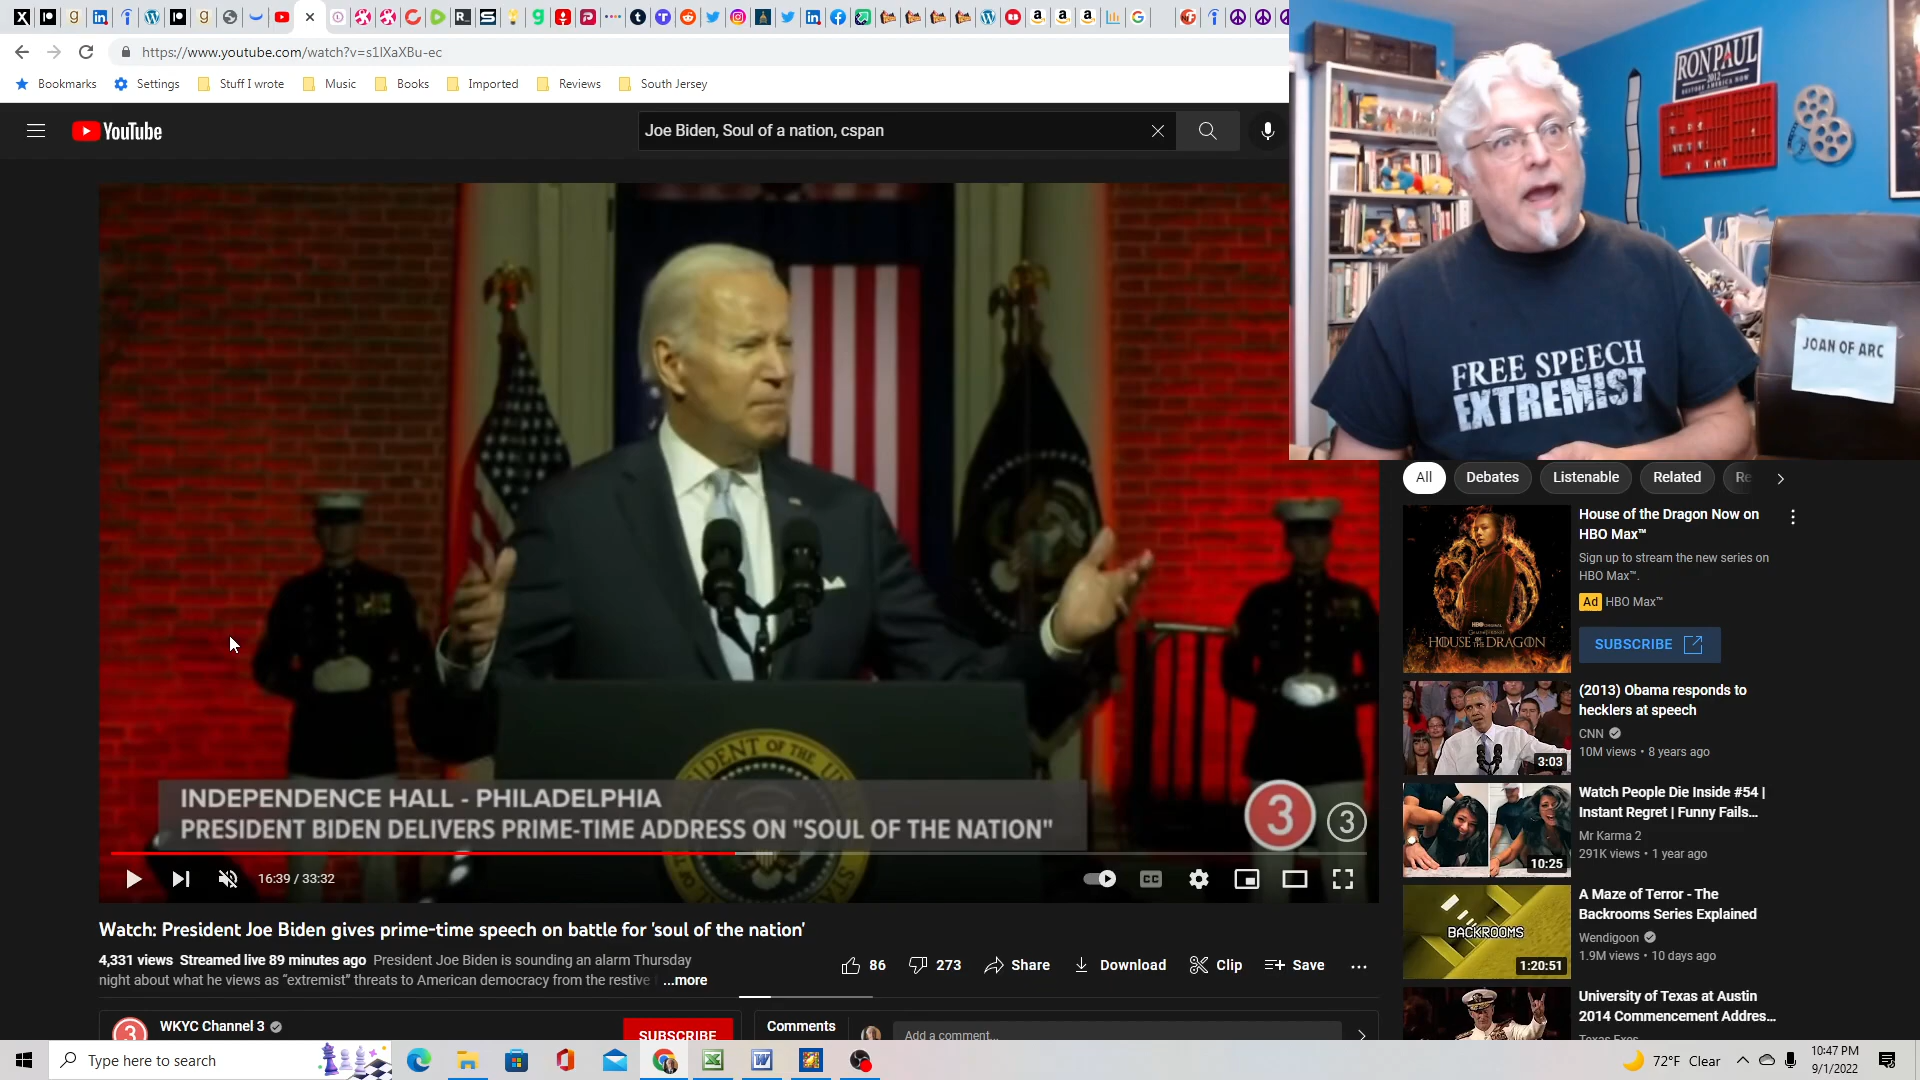 https://www.youtube.com/watch?v=s1lXaXBu-ec
Bookmarks
Settings
Stuff I wrote
Music
Books
Imported
Reviews
South Jersey
YouTube
Joe Biden, Soul of a nation, cspan
RON PAUL
2012
RESTORE AMERICA NOW
FREE SPEECH
EXTREMIST
JOAN OF ARC
INDEPENDENCE HALL - PHILADELPHIA
PRESIDENT BIDEN DELIVERS PRIME-TIME ADDRESS ON "SOUL OF THE NATION"
3
3
16:39 / 33:32
CC
Watch: President Joe Biden gives prime-time speech on battle for 'soul of the nation'
4,331 views Streamed live 89 minutes ago President Joe Biden is sounding an alarm Thursday
night about what he views as “extremist” threats to American democracy from the restive
...more
86
273
Share
Download
Clip
Save
WKYC Channel 3
SUBSCRIBE
Comments
Add a comment...
All
Debates
Listenable
Related
Re
House of the Dragon Now on
HBO Max™
Sign up to stream the new series on
HBO Max™.
Ad HBO Max™
SUBSCRIBE
HOUSE OF THE DRAGON
(2013) Obama responds to
hecklers at speech
CNN
10M views • 8 years ago
3:03
Watch People Die Inside #54 |
Instant Regret | Funny Fails...
Mr Karma 2
291K views • 1 year ago
10:25
A Maze of Terror - The
Backrooms Series Explained
Wendigoon
1.9M views • 10 days ago
BACKROOMS
1:20:51
University of Texas at Austin
2014 Commencement Addres...
Texas Exes
Type here to search
72°F Clear
10:47 PM
9/1/2022